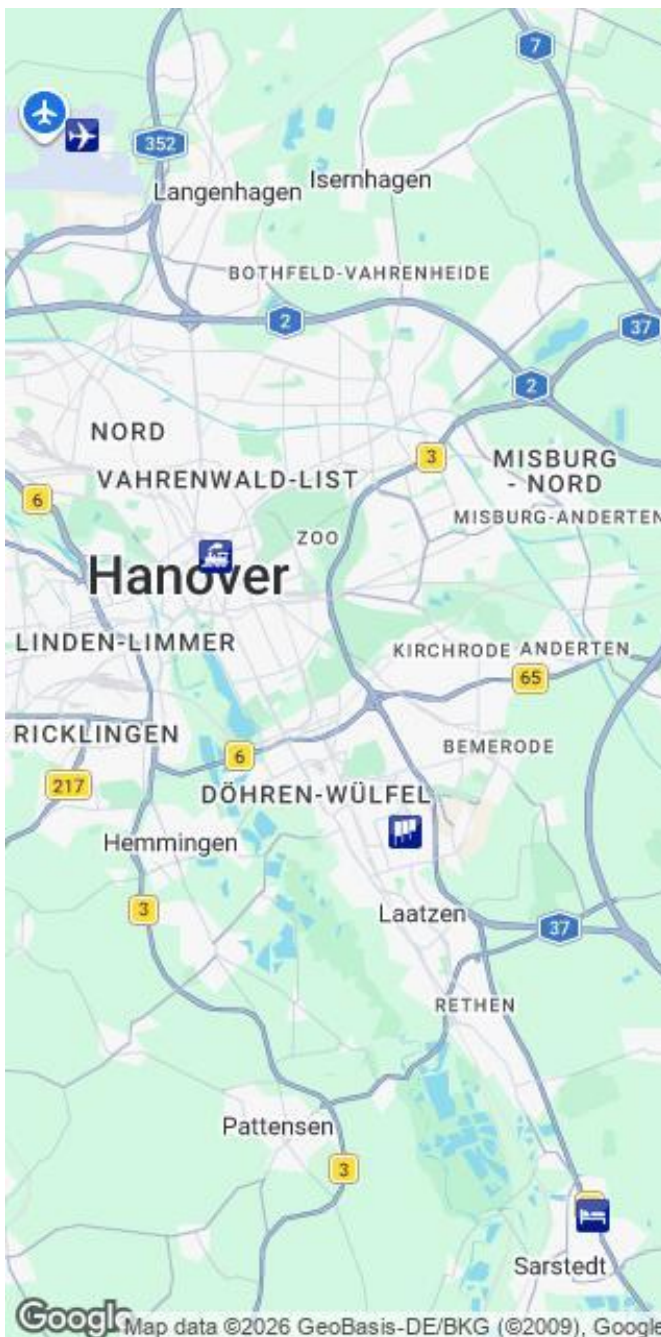 7
352
Langenhagen
Isernhagen
BOTHFELD-VAHRENHEIDE
2
37
2
NORD
3
MISBURG
- NORD
VAHRENWALD-LIST
6
MISBURG-ANDERTEN
ZOO
Hanover
LINDEN-LIMMER
KIRCHRODE
ANDERTEN
65
RICKLINGEN
6
BEMERODE
217
DÖHREN-WÜLFEL
Hemmingen
3
Laatzen
37
RETHEN
Pattensen
3
Sarstedt
Google
Map data ©2026 GeoBasis-DE/BKG (©2009), Google